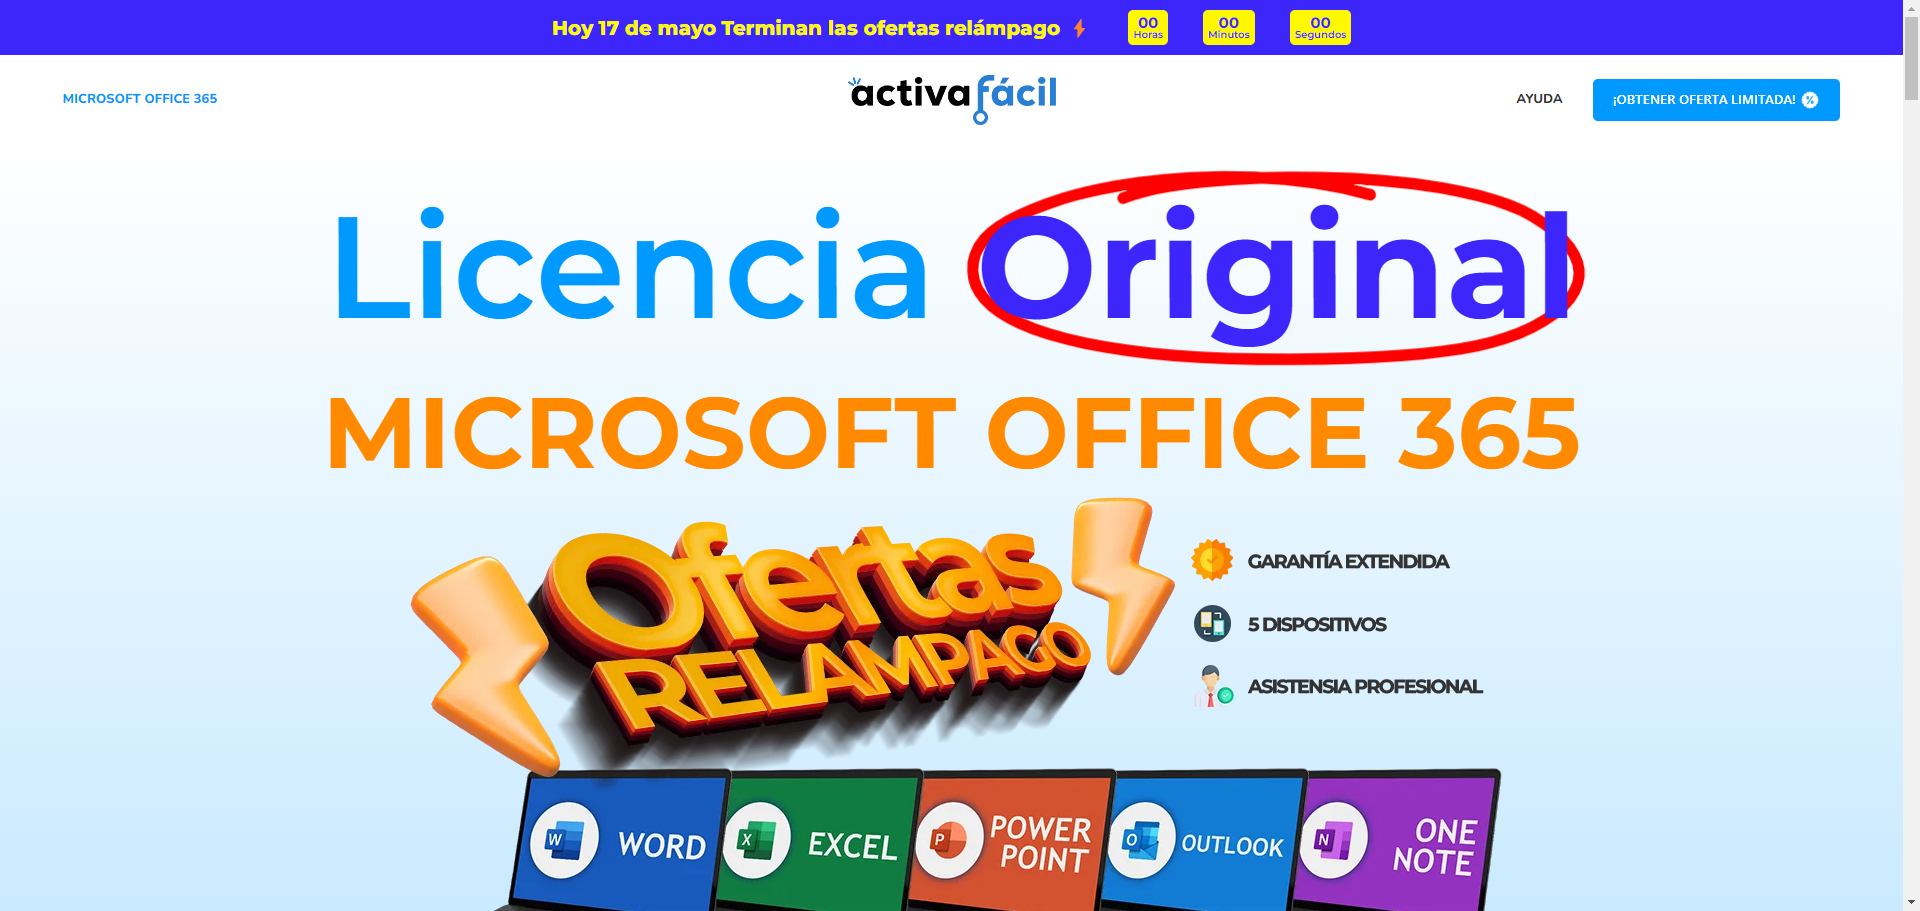 Hoy 17 de mayo Terminan las ofertas relámpago
00 Horas
00 Minutos
00 Segundos
MICROSOFT OFFICE 365
activa fácil
AYUDA
¡OBTENER OFERTA LIMITADA!
Licencia Original
MICROSOFT OFFICE 365
Ofertas
RELAMPAGO
GARANTÍA EXTENDIDA
5 DISPOSITIVOS
ASISTENSIA PROFESIONAL
W WORD
X EXCEL
P POWER
POINT
O OUTLOOK
N ONE
NOTE